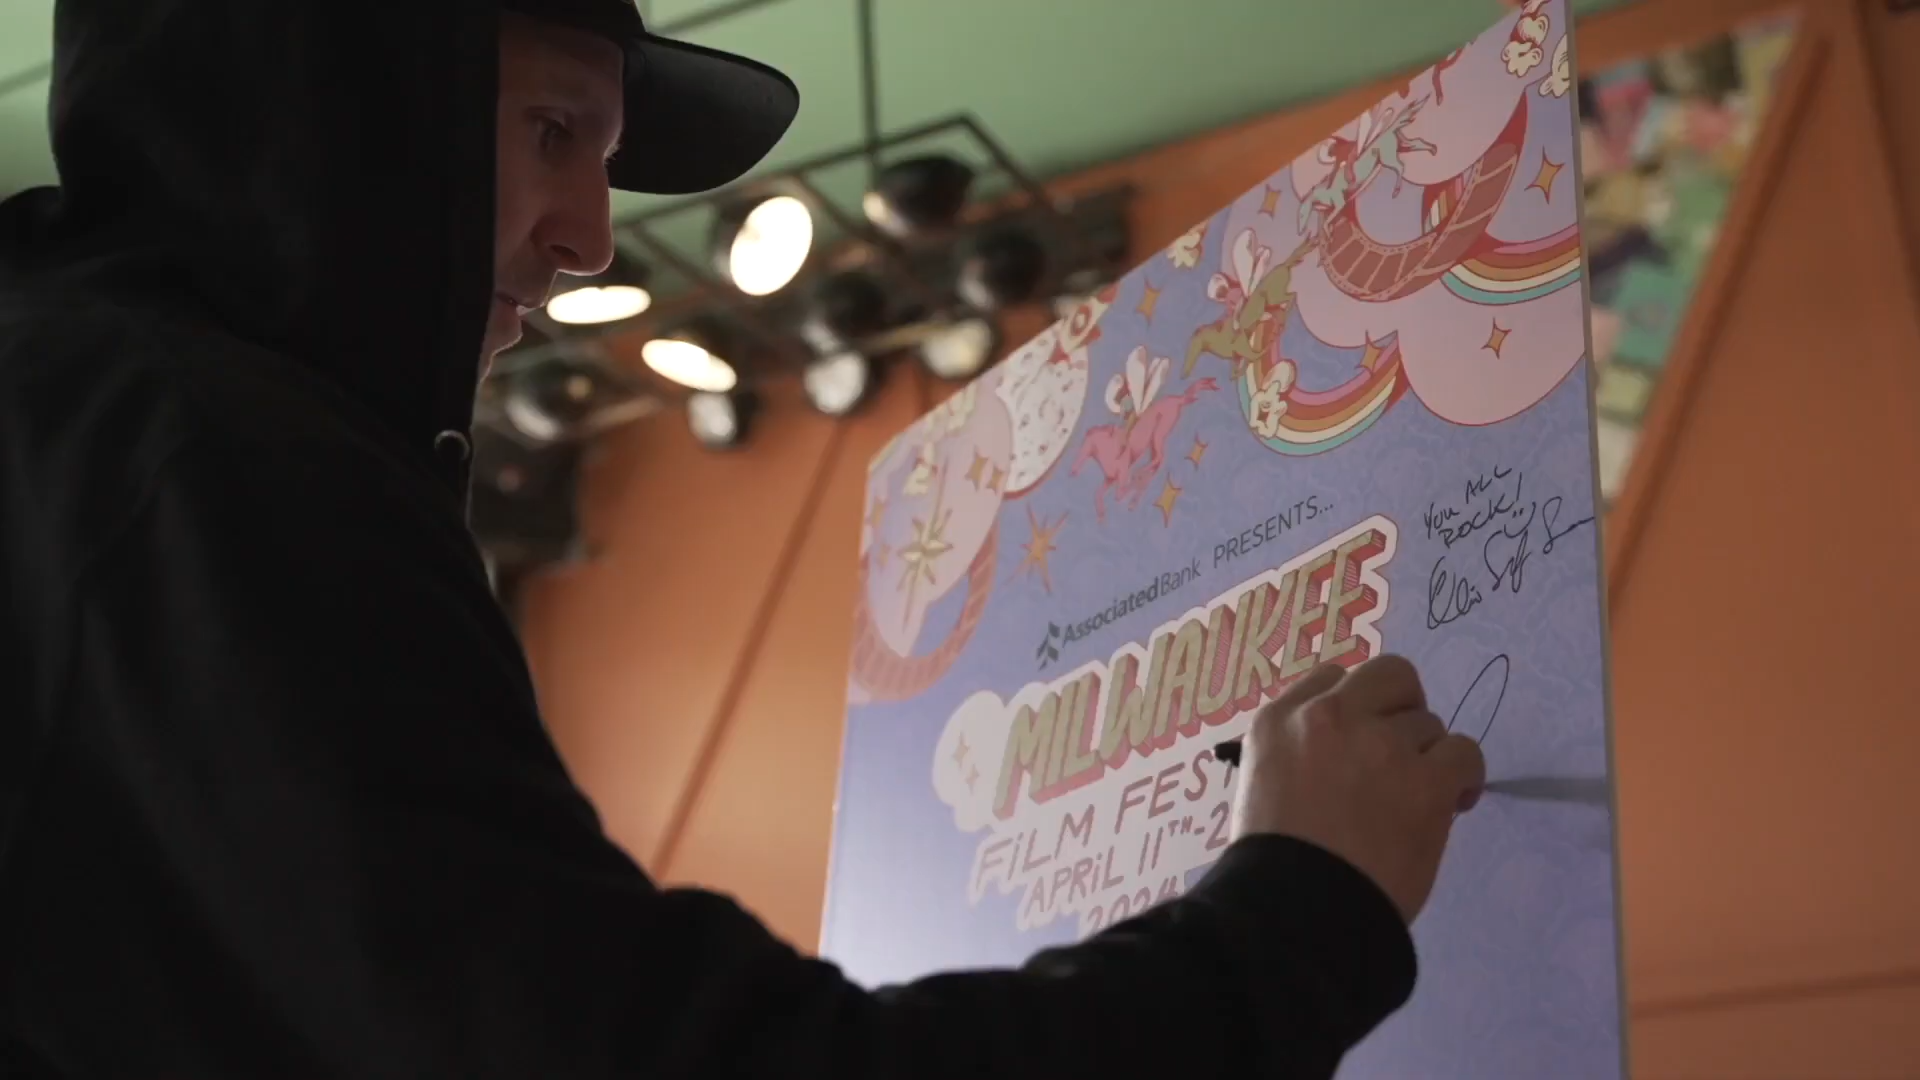 AssociatedBank PRESENTS...
MILWAUKEE
FILM FEST
APRIL 11TH-2
2024
YOU ALL
ROCK!